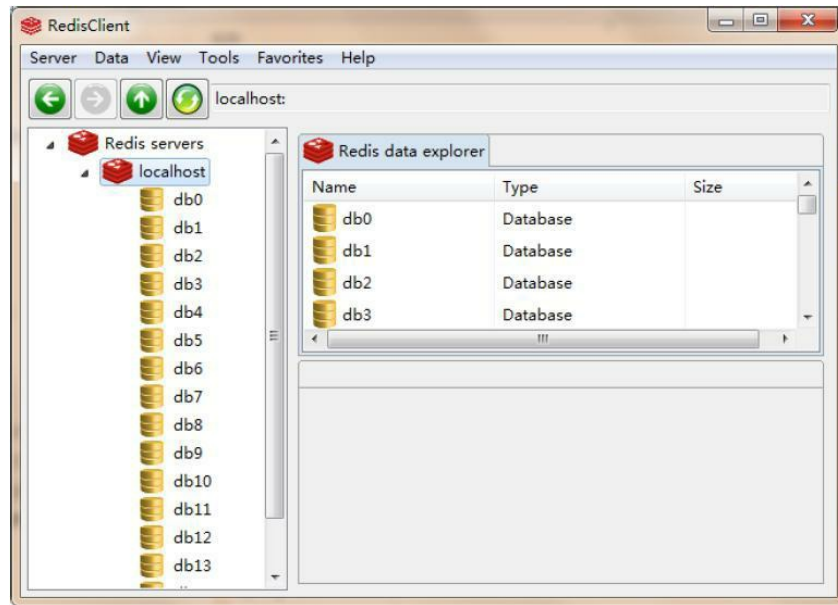 RedisClient
Server Data View Tools Favorites Help
localhost:
Redis servers
localhost
db0
db1
db2
db3
db4
db5
db6
db7
db8
db9
db10
db11
db12
db13
Redis data explorer
Name Type Size
db0 Database
db1 Database
db2 Database
db3 Database